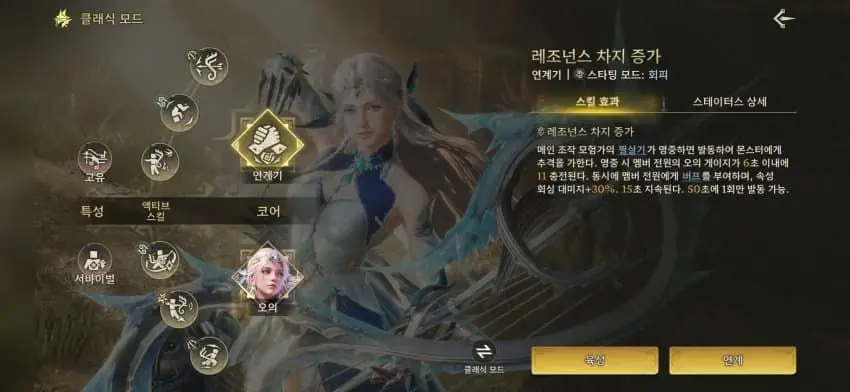 클래식 모드
레조넌스 차지 증가
연계기 | 스타팅 모드: 회피
스킬 효과
스테이터스 상세
레조넌스 차지 증가
메인 조작 모험가의 필살기가 명중하면 발동하여 몬스터에게
추격을 가한다. 명중 시 멤버 전원의 오의 게이지가 6초 이내에
11 충전된다. 동시에 멤버 전원에게 버프를 부여하며, 속성
회심 대미지+30%. 15초 지속된다. 50초에 1회만 발동 가능.
고유
연계기
특성
액티브
스킬
코어
서바이벌
오의
클래식 모드
육성
연계